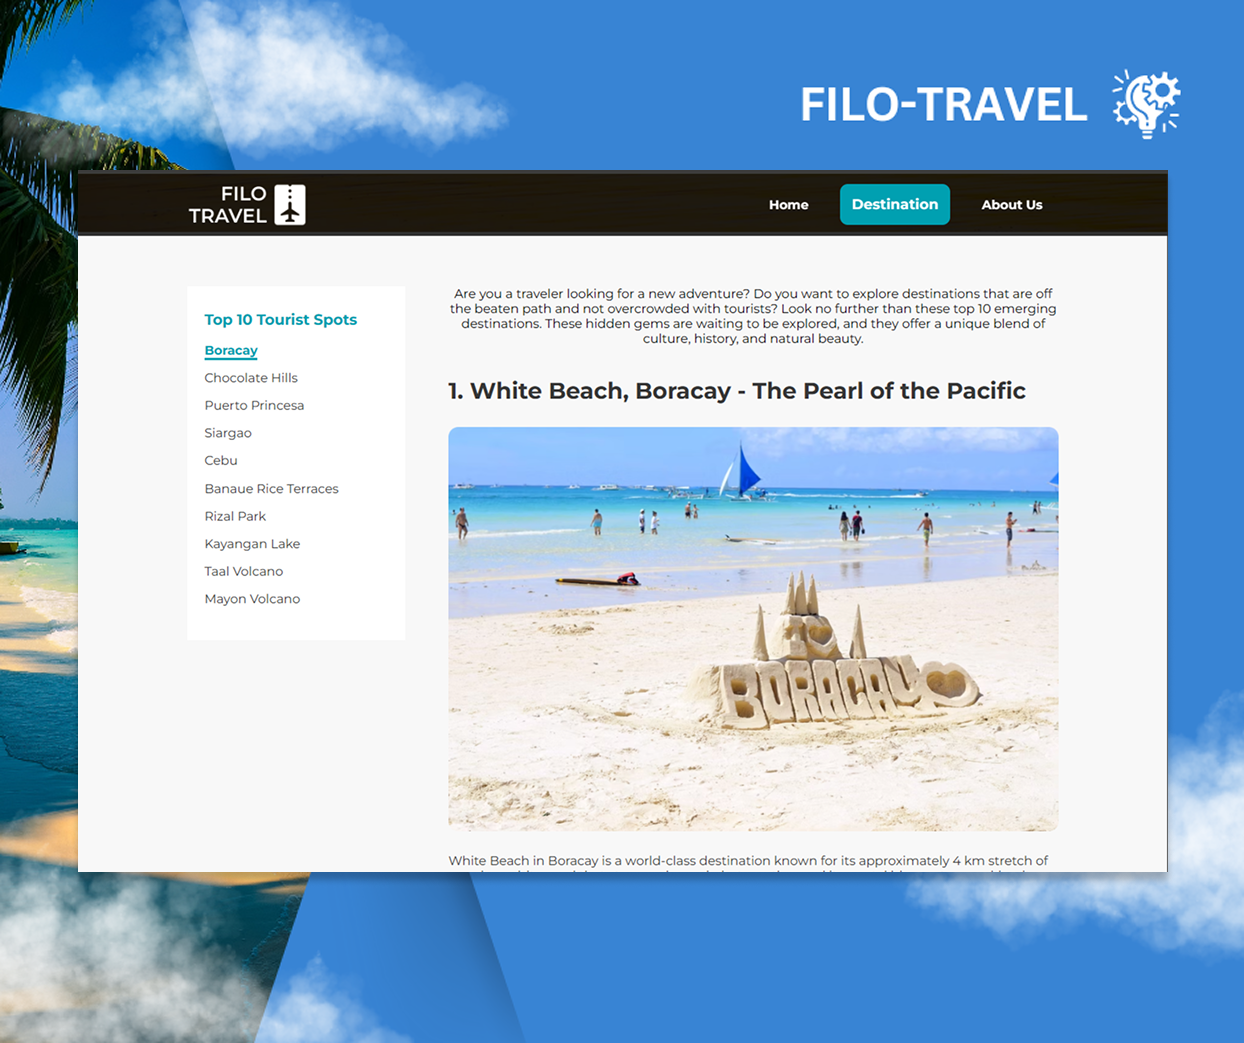 FILO-TRAVEL
FILO
TRAVEL
Home
Destination
About Us
Top 10 Tourist Spots
Boracay
Chocolate Hills
Puerto Princesa
Siargao
Cebu
Banaue Rice Terraces
Rizal Park
Kayangan Lake
Taal Volcano
Mayon Volcano
Are you a traveler looking for a new adventure? Do you want to explore destinations that are off
the beaten path and not overcrowded with tourists? Look no further than these top 10 emerging
destinations. These hidden gems are waiting to be explored, and they offer a unique blend of
culture, history, and natural beauty.
1. White Beach, Boracay - The Pearl of the Pacific
I
BORACAY
White Beach in Boracay is a world-class destination known for its approximately 4 km stretch of